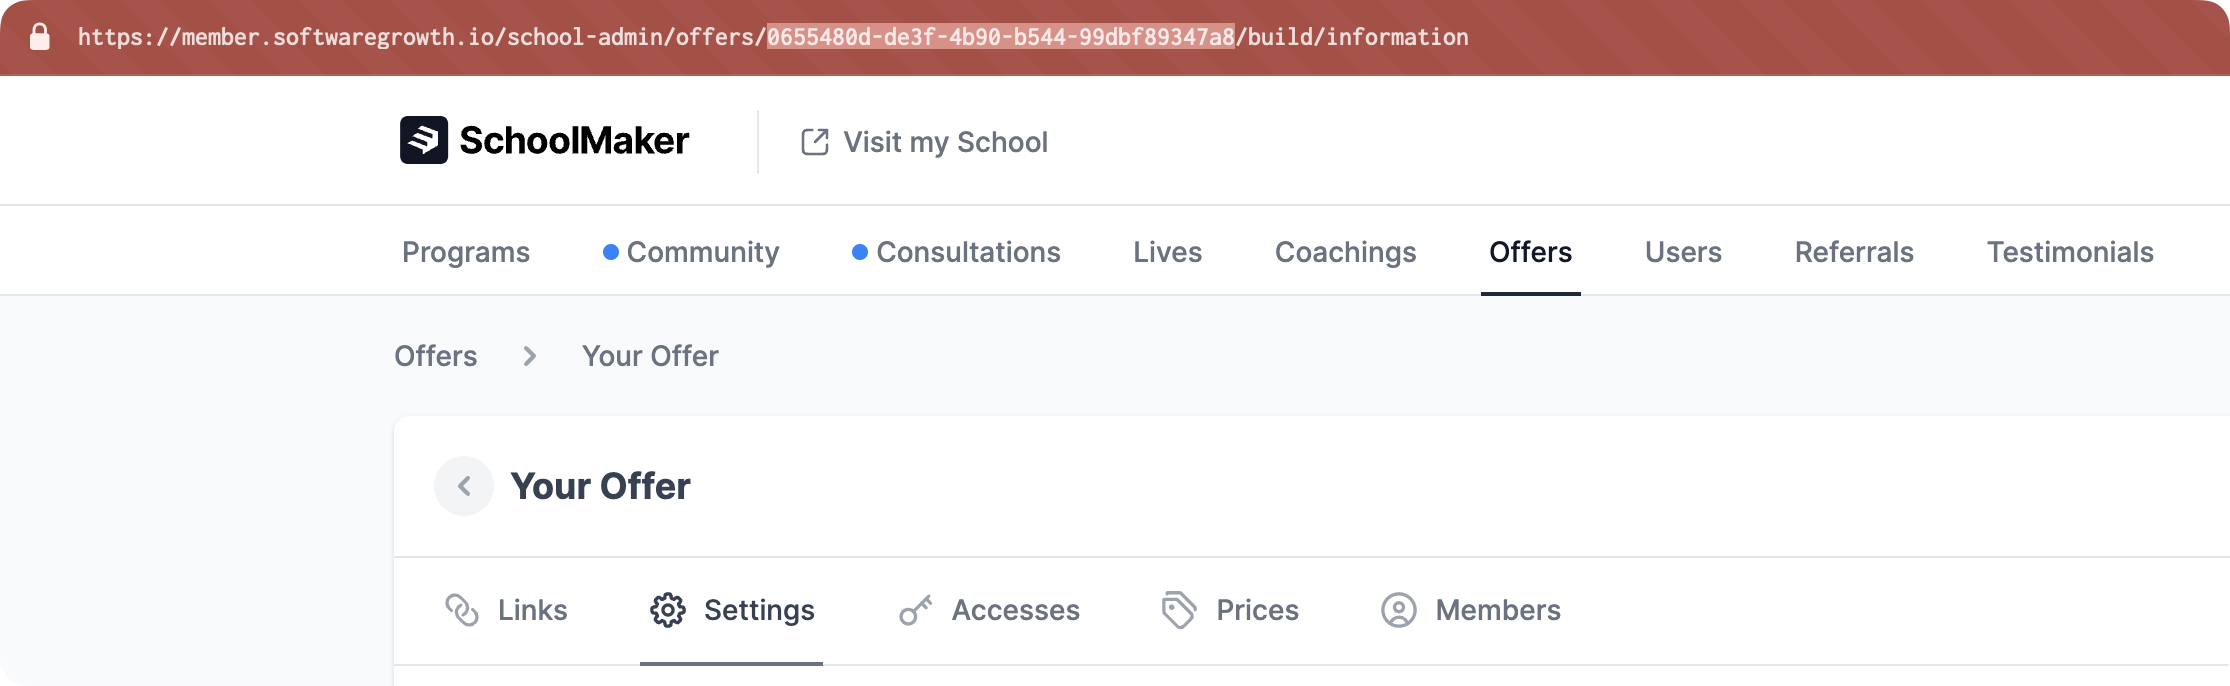 https://member.softwaregrowth.io/school-admin/offers/0655480d-de3f-4b90-b544-99dbf89347a8/build/information
SchoolMaker Visit my School
Programs Community Consultations Lives Coachings Offers Users Referrals Testimonials
Offers Your Offer
Your Offer
Links Settings Accesses Prices Members